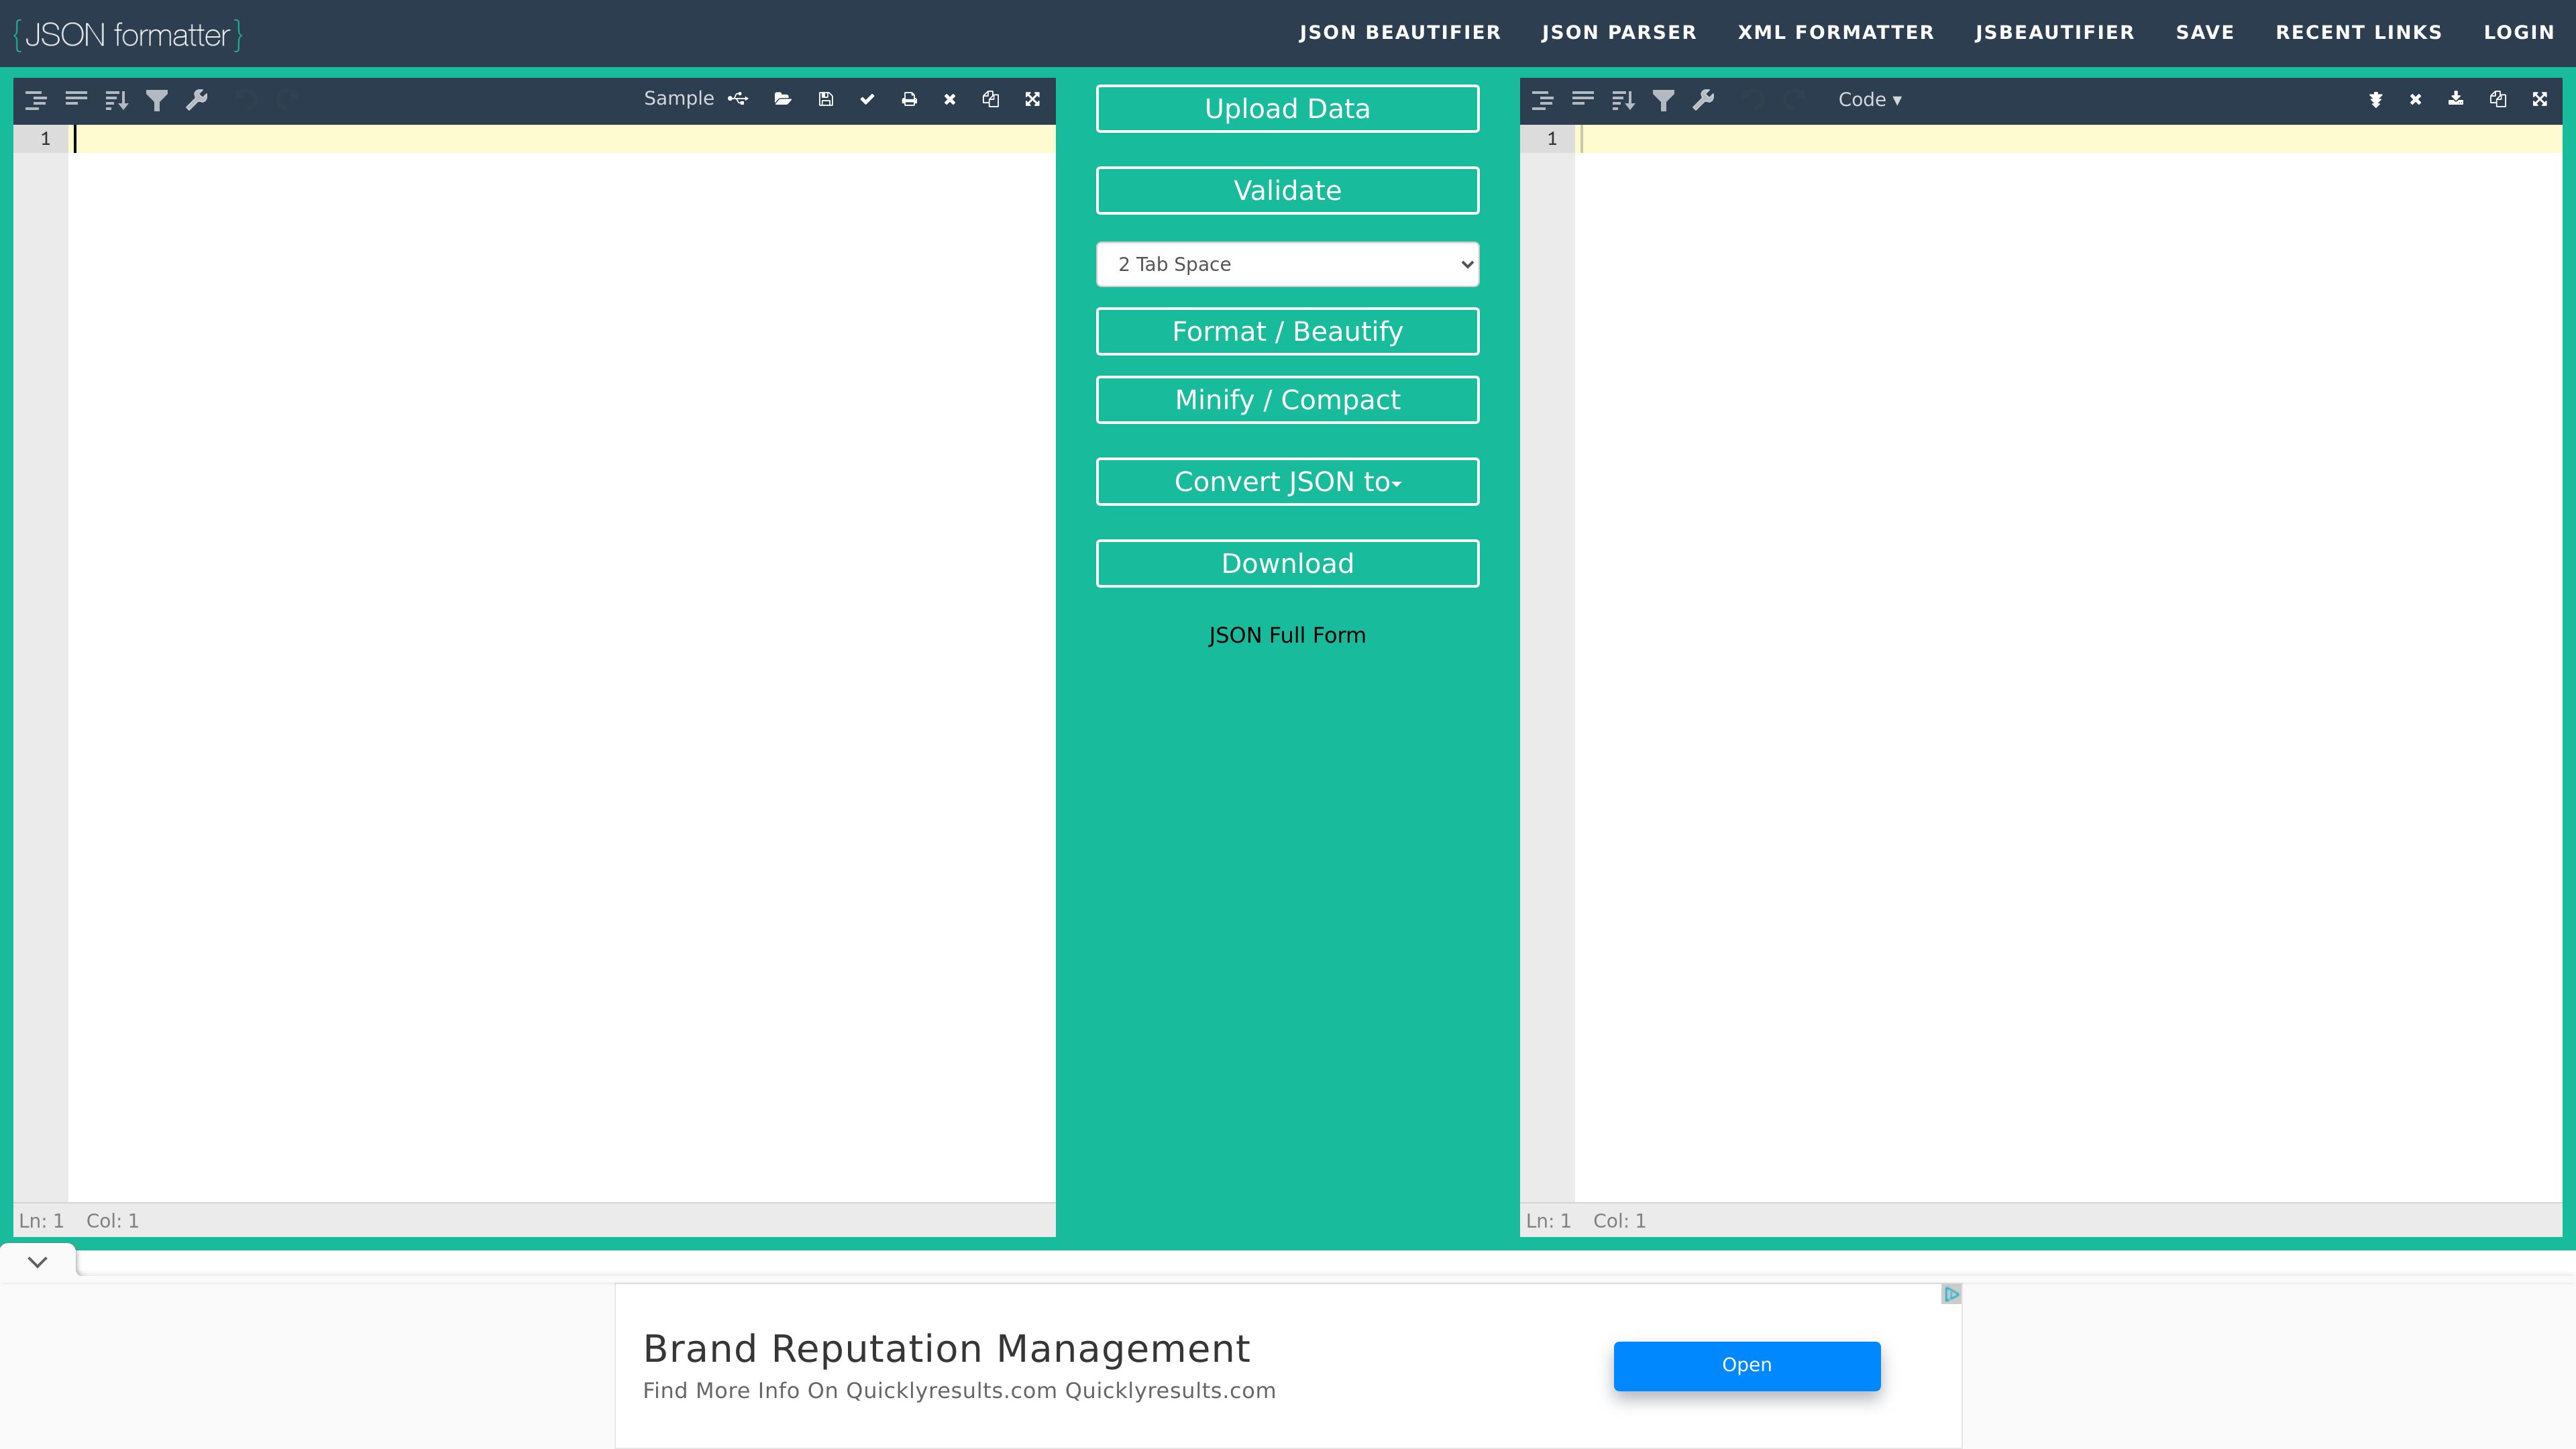 {JSON formatter}
JSON BEAUTIFIER JSON PARSER XML FORMATTER JSBEAUTIFIER SAVE RECENT LINKS LOGIN
Sample
1
Ln: 1 Col: 1
Upload Data
Validate
2 Tab Space
Format / Beautify
Minify / Compact
Convert JSON to
Download
JSON Full Form
Code ▾
1
Ln: 1 Col: 1
Brand Reputation Management
Find More Info On Quicklyresults.com Quicklyresults.com
Open